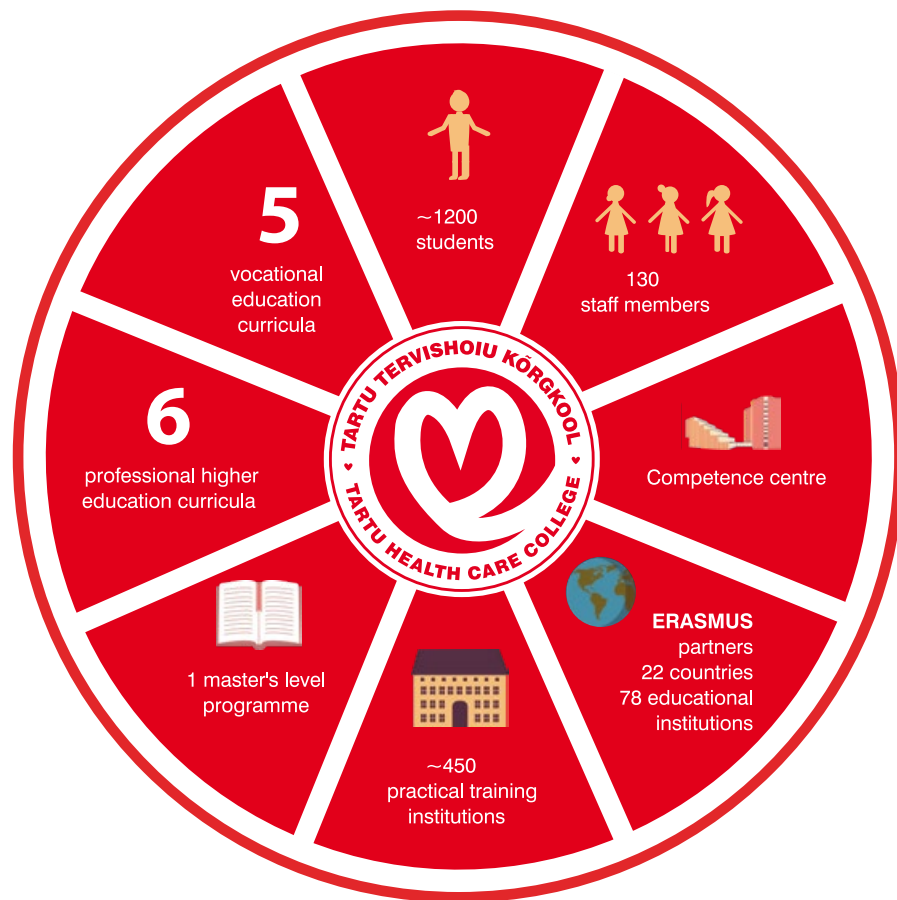 ~1200
students
130
staff members
Competence centre
ERASMUS
partners
22 countries
78 educational
institutions
~450
practical training
institutions
1 master's level
programme
6
professional higher
education curricula
5
vocational
education
curricula
TARTU TERVISHOIU KÕRGKOOL
TARTU HEALTH CARE COLLEGE